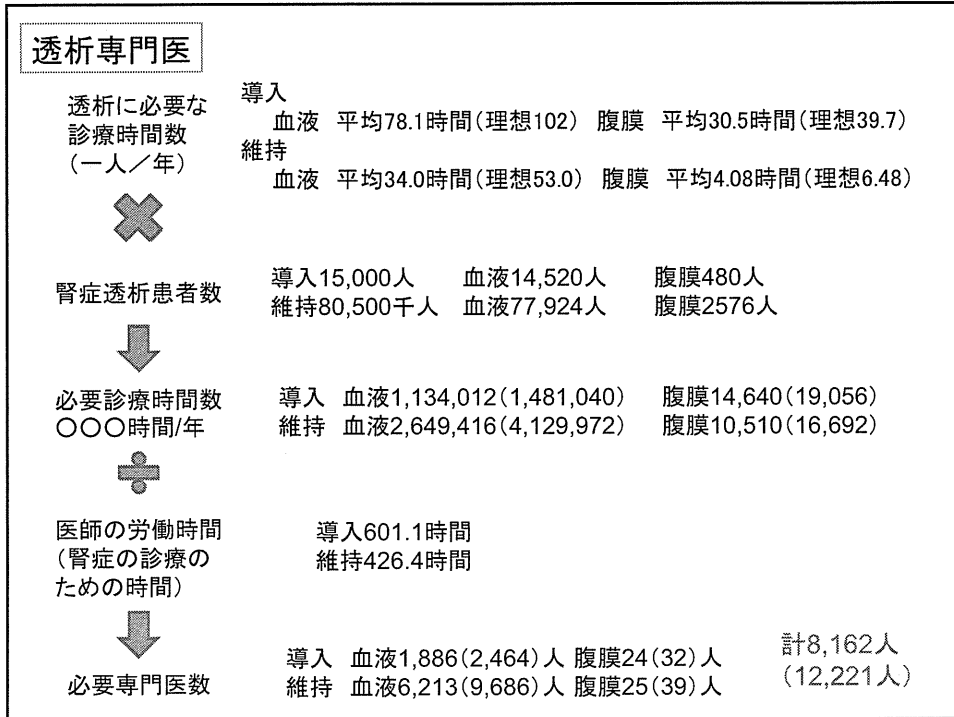 透析専門医
透析に必要な
診療時間数
（一人／年）
導入
血液 平均78.1時間（理想102） 腹膜 平均30.5時間（理想39.7）
維持
血液 平均34.0時間（理想53.0） 腹膜 平均4.08時間（理想6.48）
腎症透析患者数
導入15,000人 血液14,520人 腹膜480人
維持80,500千人 血液77,924人 腹膜2576人
必要診療時間数
〇〇〇時間/年
導入 血液1,134,012（1,481,040） 腹膜14,640（19,056）
維持 血液2,649,416（4,129,972） 腹膜10,510（16,692）
医師の労働時間
（腎症の診療の
ための時間）
導入601.1時間
維持426.4時間
必要専門医数
導入 血液1,886（2,464）人 腹膜24（32）人
維持 血液6,213（9,686）人 腹膜25（39）人
計8,162人
（12,221人）